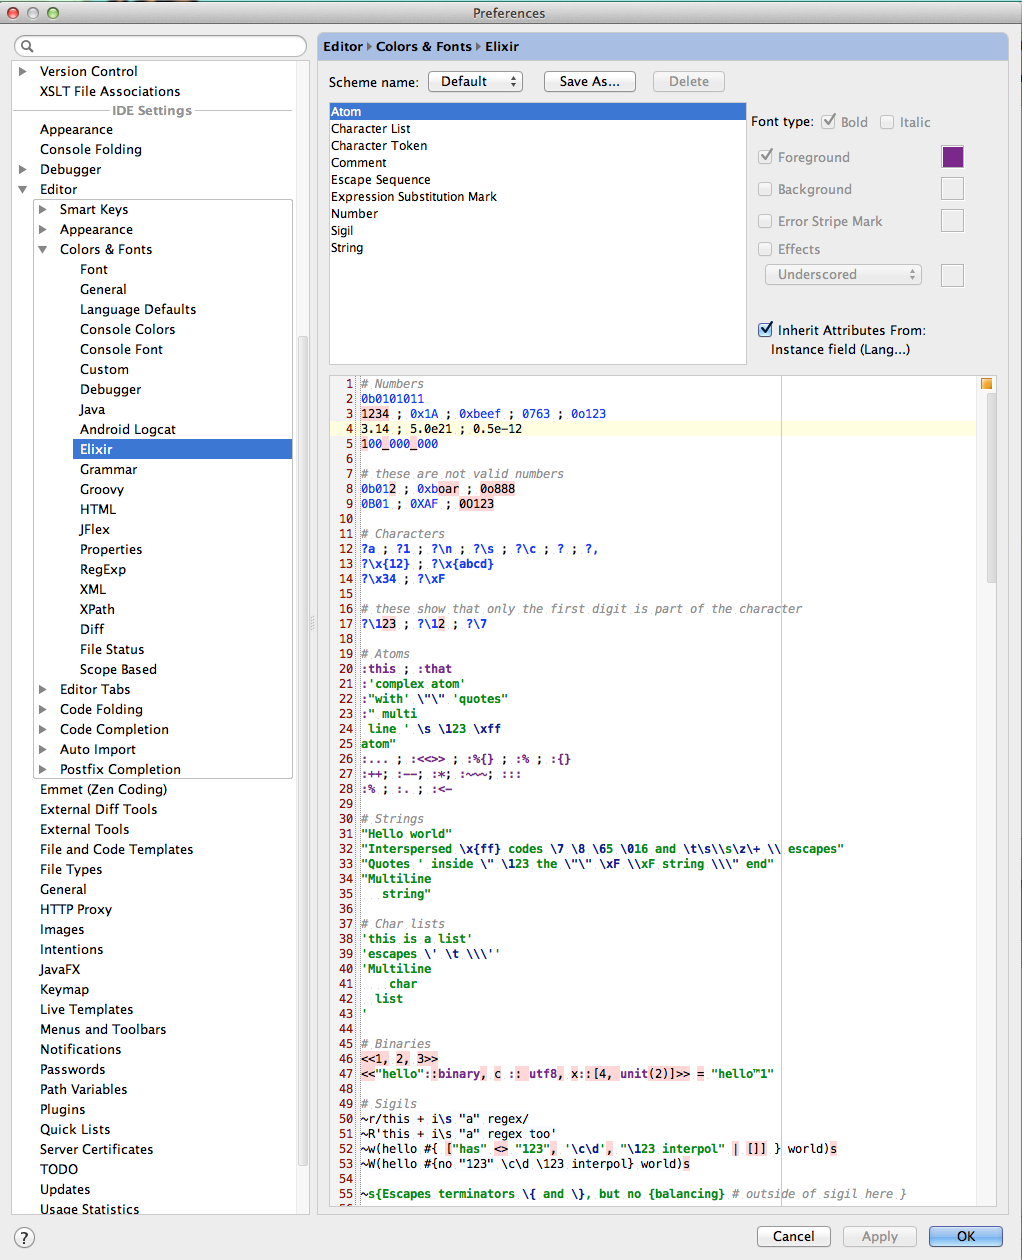 Preferences
Version Control
XSLT File Associations
IDE Settings
Appearance
Console Folding
Debugger
Editor
Smart Keys
Appearance
Colors & Fonts
Font
General
Language Defaults
Console Colors
Console Font
Custom
Debugger
Java
Android Logcat
Elixir
Grammar
Groovy
HTML
JFlex
Properties
RegExp
XML
XPath
Diff
File Status
Scope Based
Editor Tabs
Code Folding
Code Completion
Auto Import
Postfix Completion
Emmet (Zen Coding)
External Diff Tools
External Tools
File and Code Templates
File Types
General
HTTP Proxy
Images
Intentions
JavaFX
Keymap
Live Templates
Menus and Toolbars
Notifications
Passwords
Path Variables
Plugins
Quick Lists
Server Certificates
TODO
Updates
Usage Statistics
?
Editor › Colors & Fonts › Elixir
Scheme name: Default Save As... Delete
Atom
Character List
Character Token
Comment
Escape Sequence
Expression Substitution Mark
Number
Sigil
String
Font type: Bold Italic
Foreground
Background
Error Stripe Mark
Effects
Underscored
Inherit Attributes From:
Instance field (Lang...)
1 # Numbers
2 0b0101011
3 1234 ; 0x1A ; 0xbeef ; 0763 ; 0o123
4 3.14 ; 5.0e21 ; 0.5e-12
5 100_000_000
6
7 # these are not valid numbers
8 0b012 ; 0xboar ; 0o888
9 0B01 ; 0XAF ; 0O123
10
11 # Characters
12 ?a ; ?1 ; ?\n ; ?\s ; ?\c ; ? ; ?,
13 ?\x{12} ; ?\x{abcd}
14 ?\x34 ; ?\xF
15
16 # these show that only the first digit is part of the character
17 ?\123 ; ?\12 ; ?\7
18
19 # Atoms
20 :this ; :that
21 :'complex atom'
22 :"with' \"\" 'quotes"
23 :" multi
24 line ' \s \123 \xff
25 atom"
26 :... ; :<<>> ; :%{} ; :% ; :{}
27 :++; :--; :*; :~~~; :::
28 :% ; :. ; :<-
29
30 # Strings
31 "Hello world"
32 "Interspersed \x{ff} codes \7 \8 \65 \016 and \t\s\\s\z\+ \\ escapes"
33 "Quotes ' inside \" \123 the \"\" \xF \\xF string \\\" end"
34 "Multiline
35 string"
36
37 # Char lists
38 'this is a list'
39 'escapes \' \t \\\''
40 'Multiline
41 char
42 list
43 '
44
45 # Binaries
46 <<1, 2, 3>>
47 <<"hello"::binary, c :: utf8, x::[4, unit(2)]>> = "hello™1"
48
49 # Sigils
50 ~r/this + i\s "a" regex/
51 ~R'this + i\s "a" regex too'
52 ~w(hello #{ ["has" <> "123", '\c\d', "\123 interpol" | []] } world)s
53 ~W(hello #{no "123" \c\d \123 interpol} world)s
54
55 ~s{Escapes terminators \{ and \}, but no {balancing} # outside of sigil here }
Cancel Apply OK